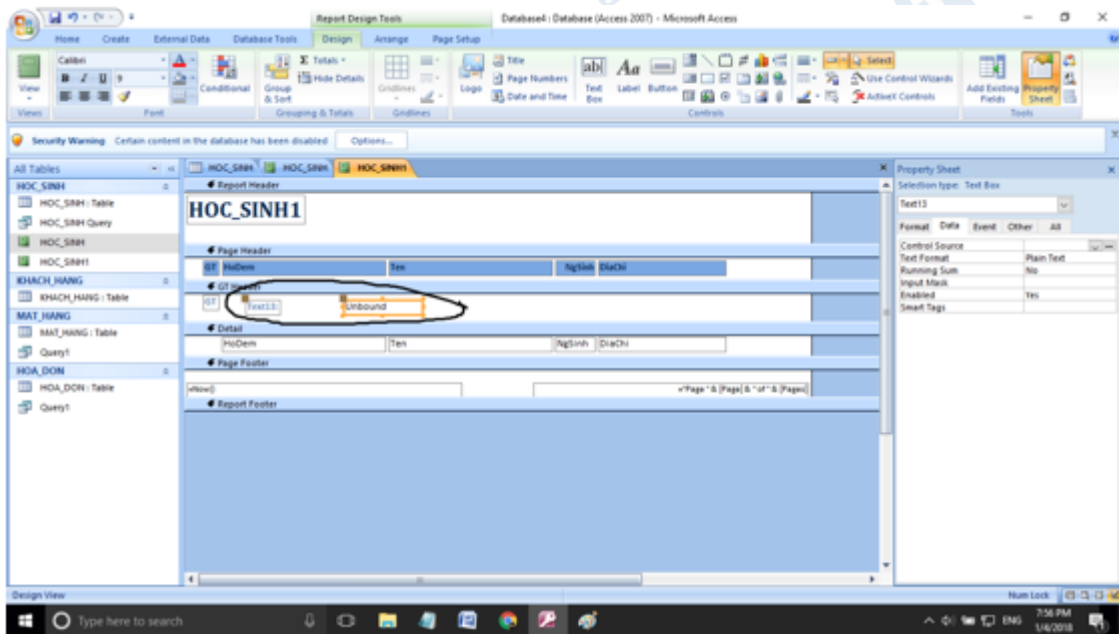 Report Design Tools Database4 : Database (Access 2007) - Microsoft Access
Home Create External Data Database Tools Design Arrange Page Setup
View
Views
Calibri
B I U 9
Font
Conditional
Group & Sort
Σ Totals
Hide Details
Grouping & Totals
Gridlines
Gridlines
Logo
Title
Page Numbers
Date and Time
ab|
Text Box
Aa
Label
Button
Controls
Select
Use Control Wizards
ActiveX Controls
Add Existing Fields
Property Sheet
Tools
Security Warning Certain content in the database has been disabled Options...
All Tables
HOC_SINH
HOC_SINH : Table
HOC_SINH Query
HOC_SINH
HOC_SINH1
KHACH_HANG
KHACH_HANG : Table
MAT_HANG
MAT_HANG : Table
Query1
HOA_DON
HOA_DON : Table
Query1
HOC_SINH HOC_SINH HOC_SINH1
Report Header
HOC_SINH1
Page Header
GT HoDem Ten NgSinh DiaChi
GT Header
GT Text13: Unbound
Detail
HoDem Ten NgSinh DiaChi
Page Footer
=Now() ="Page " & [Page] & " of " & [Pages]
Report Footer
Property Sheet
Selection type: Text Box
Text13
Format Data Event Other All
Control Source
Text Format Plain Text
Running Sum No
Input Mask
Enabled Yes
Smart Tags
Design View Num Lock
Type here to search
ENG
7:56 PM
1/4/2018